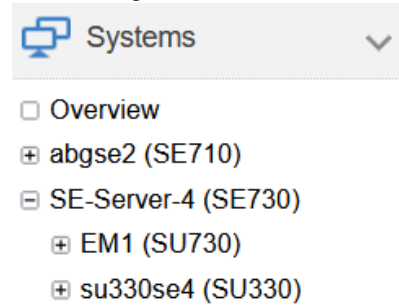 Systems
Overview
abgse2 (SE710)
SE-Server-4 (SE730)
EM1 (SU730)
su330se4 (SU330)